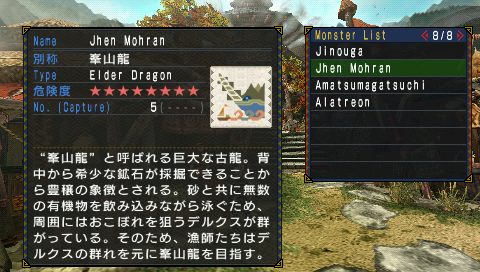 Name Jhen Mohran
別称 峯山龍
Type Elder Dragon
危険度 ★★★★★★★★
No. (Capture) 5(----)
“峯山龍”と呼ばれる巨大な古龍。背
中から希少な鉱石が採掘できることか
ら豊穣の象徴とされる。砂と共に無数
の有機物を飲み込みながら泳ぐため、
周囲にはおこぼれを狙うデルクスが群
がっている。そのため、漁師たちはデ
ルクスの群れを元に峯山龍を目指す。
Monster List 8/8
Jinouga
Jhen Mohran
Amatsumagatsuchi
Alatreon